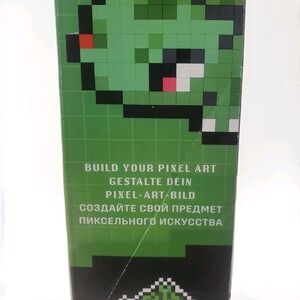 BUILD YOUR PIXEL ART
GESTALTE DEIN
PIXEL-ART-BILD
СОЗДАЙТЕ СВОЙ ПРЕДМЕТ
ПИКСЕЛЬНОГО ИСКУССТВА